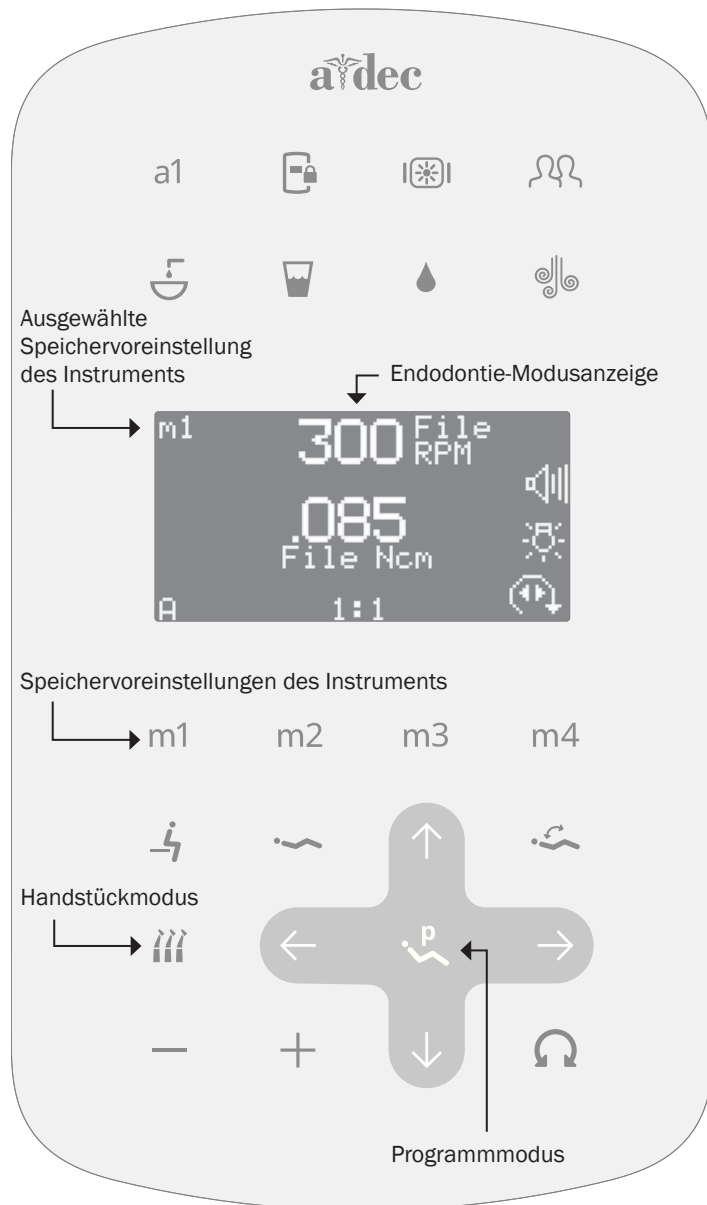 a dec
a1
Ausgewählte
Speichervoreinstellung
des Instruments
Endodontie-Modusanzeige
m1
300 File
RPM
.085
File Ncm
A 1:1
Speichervoreinstellungen des Instruments
m1 m2 m3 m4
Handstückmodus
p
Programmmodus